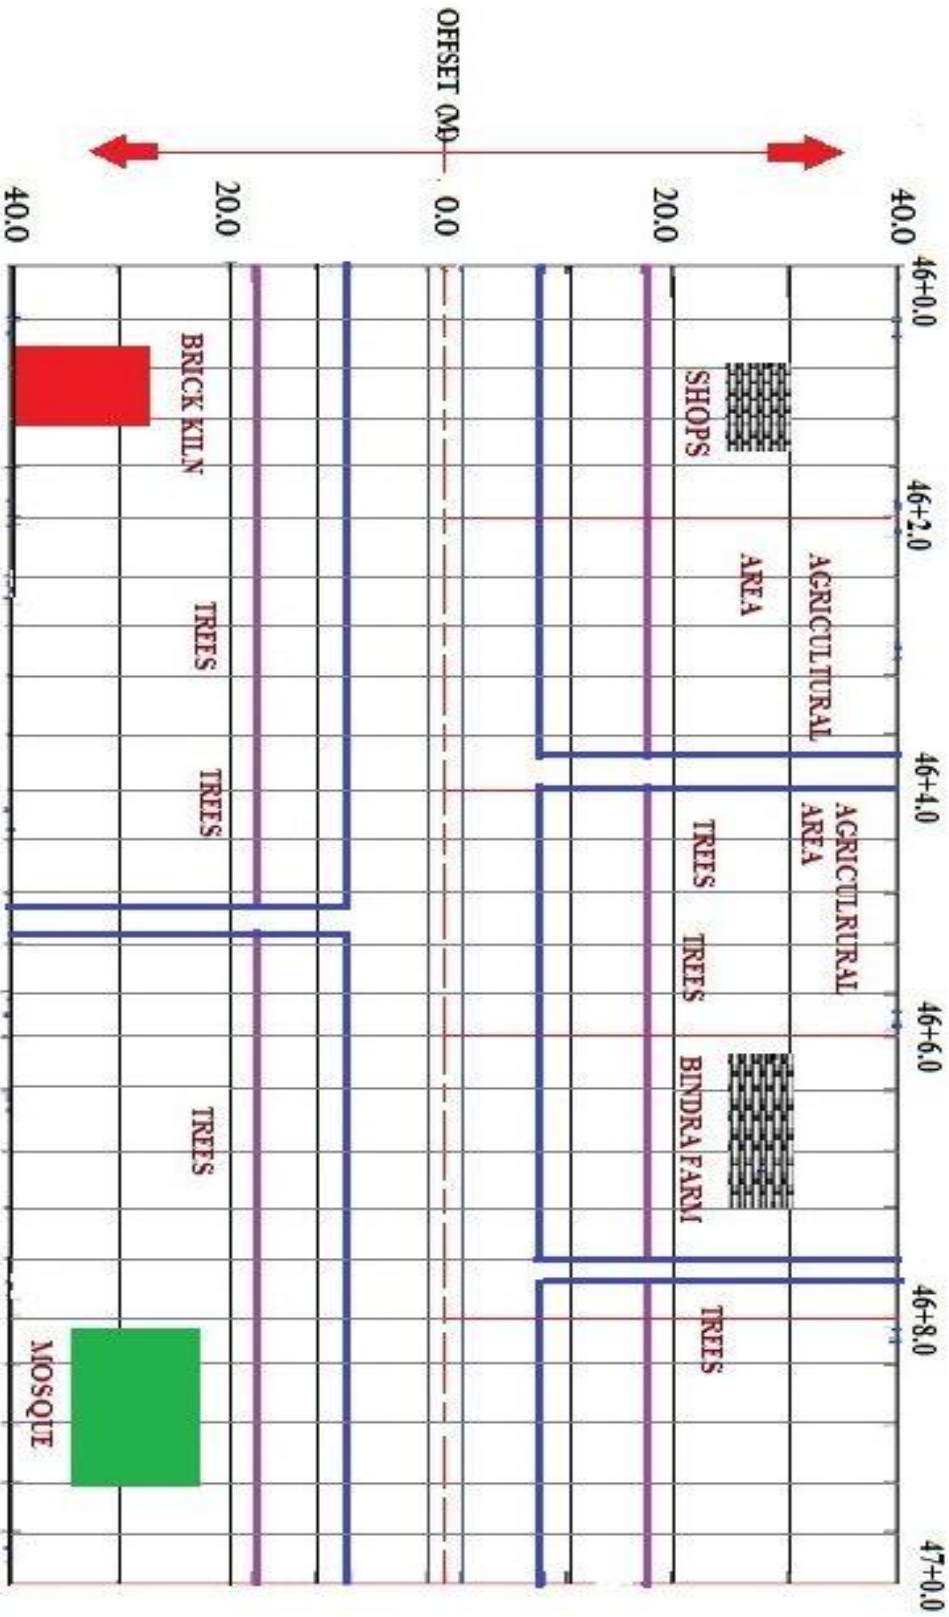 46+0.0
46+2.0
46+4.0
46+6.0
46+8.0
47+0.0
40.0
AGRICULTURAL
AREA
AGRICULRURAL
AREA
SHOPS
TREES
TREES
BINDRA FARM
TREES
20.0
OFFSET (M)
0.0
20.0
BRICK KILN
TREES
TREES
TREES
MOSQUE
40.0